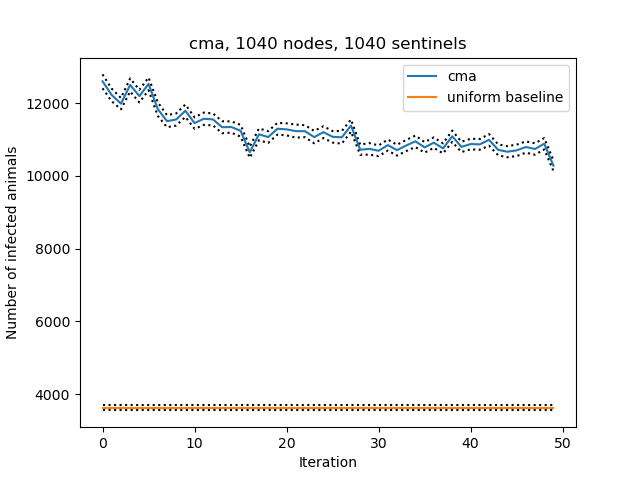 cma, 1040 nodes, 1040 sentinels
cma
uniform baseline
Number of infected animals
12000
10000
8000
6000
4000
0 10 20 30 40 50
Iteration